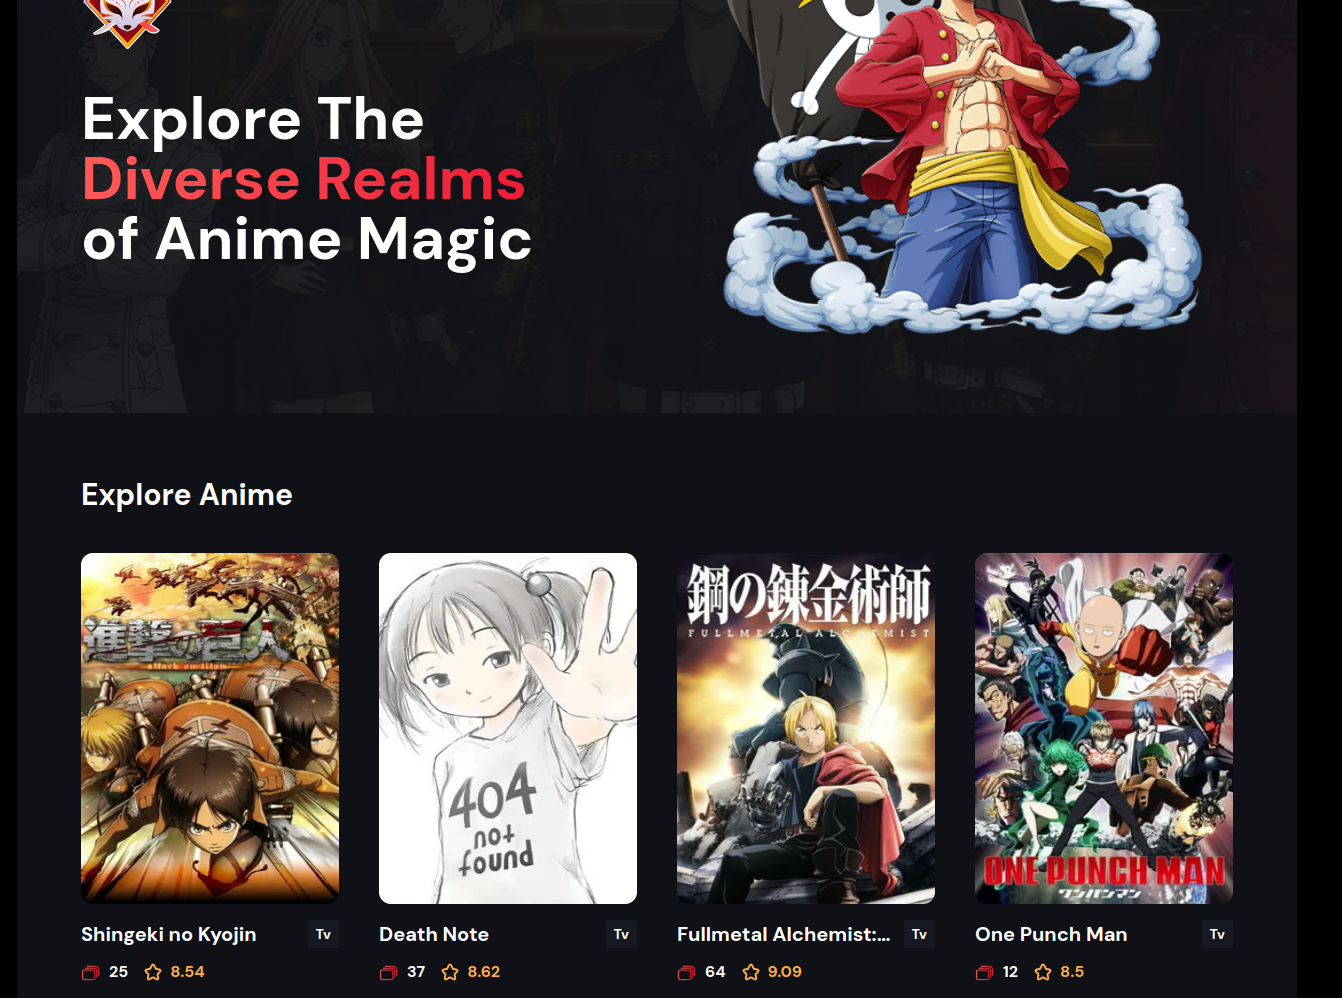 Explore The
Diverse Realms
of Anime Magic
Explore Anime
進撃の巨人
attack on titan
404
not
found
鋼の錬金術師
FULLMETAL ALCHEMIST
ONE PUNCH MAN
ワンパンマン
Shingeki no Kyojin
Tv
Death Note
Tv
Fullmetal Alchemist:...
Tv
One Punch Man
Tv
25
8.54
37
8.62
64
9.09
12
8.5